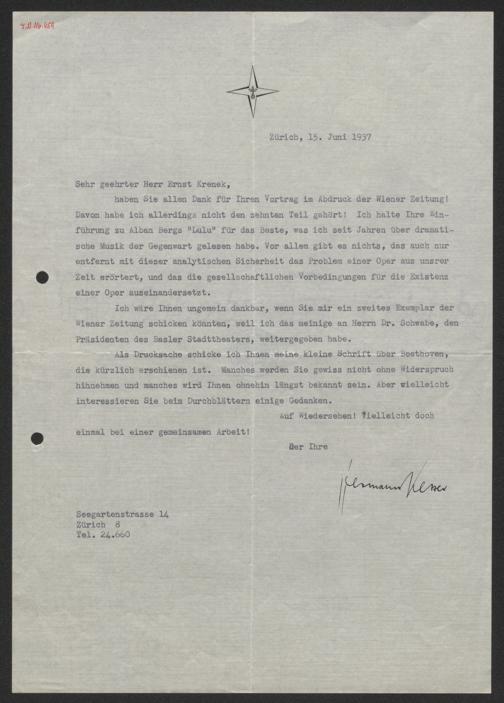 Zürich, 15. Juni 1937
Sehr geehrter Herr Ernst Krenek,
haben Sie allen Dank für Ihren Vortrag im Abdruck der Wiener Zeitung!
Davon habe ich allerdings nicht den zehnten Teil gehört! Ich halte Ihre Ein-
führung zu Alban Bergs "Lulu" für das Beste, was ich seit Jahren über dramati-
sche Musik der Gegenwart gelesen habe. Vor allem gibt es nichts, das auch nur
entfernt mit dieser analytischen Sicherheit das Problem einer Oper aus unsrer
Zeit erörtert, und das die gesellschaftlichen Vorbedingungen für die Existenz
einer Oper auseinandersetzt.
Ich wäre Ihnen ungemein dankbar, wenn Sie mir ein zweites Exemplar der
Wiener Zeitung schicken könnten, weil ich das meinige an Herrn Dr. Schwabe, den
Präsidenten des Basler Stadttheaters, weitergegeben habe.
Als Drucksache schicke ich Ihnen meine kleine Schrift über Beethoven,
die kürzlich erschienen ist. Manches werden Sie gewiss nicht ohne Widerspruch
hinnehmen und manches wird Ihnen ohnehin längst bekannt sein. Aber vielleicht
interessieren Sie beim Durchblättern einige Gedanken.
Auf Wiedersehen! Vielleicht doch
einmal bei einer gemeinsamen Arbeit!
Der Ihre
Hermann Kesser
Seegartenstrasse 14
Zürich 8
Tel. 24.660